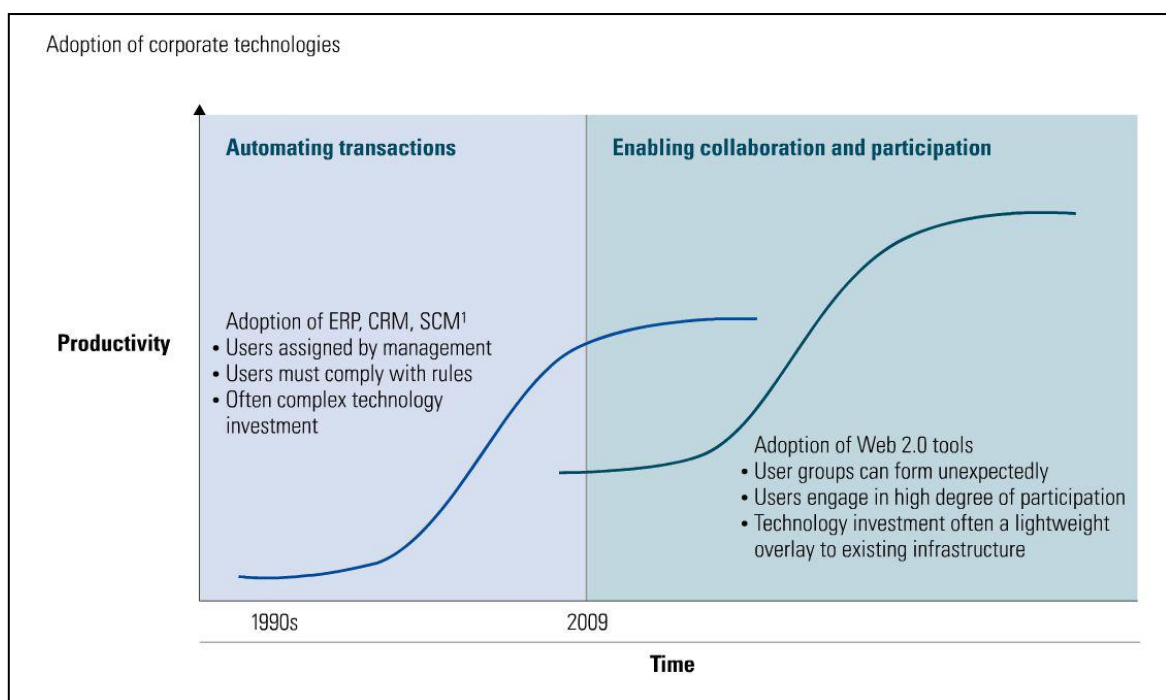 Adoption of corporate technologies
Automating transactions
Enabling collaboration and participation
Productivity
Adoption of ERP, CRM, SCM¹
• Users assigned by management
• Users must comply with rules
• Often complex technology
investment
Adoption of Web 2.0 tools
• User groups can form unexpectedly
• Users engage in high degree of participation
• Technology investment often a lightweight
overlay to existing infrastructure
1990s
2009
Time